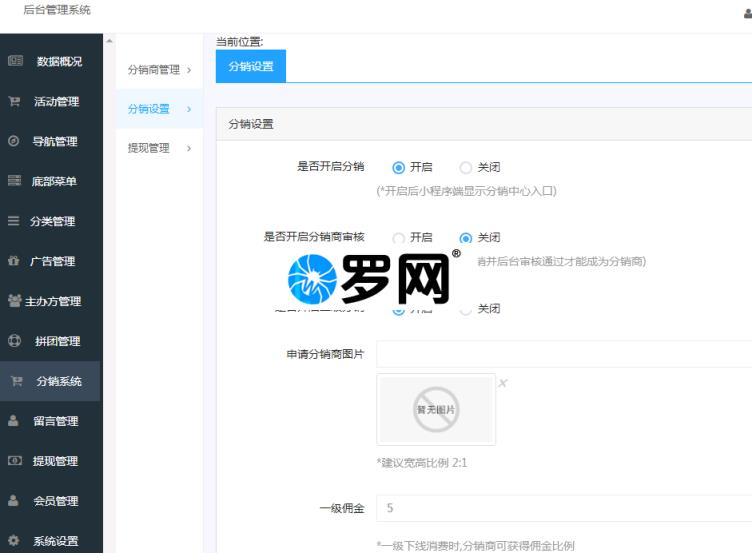 后台管理系统
数据概况
活动管理
导航管理
底部菜单
分类管理
广告管理
主办方管理
拼团管理
分销系统
留言管理
提现管理
会员管理
系统设置
分销商管理 >
分销设置 >
提现管理 >
当前位置:
分销设置
分销设置
是否开启分销 开启 关闭
(*开启后小程序端显示分销中心入口)
是否开启分销商审核 开启 关闭
销并后台审核通过才能成为分销商)
罗网®
开启 关闭
申请分销商图片
暂无图片
×
*建议宽高比例 2:1
一级佣金 5
*一级下线消费时,分销商可获得佣金比例